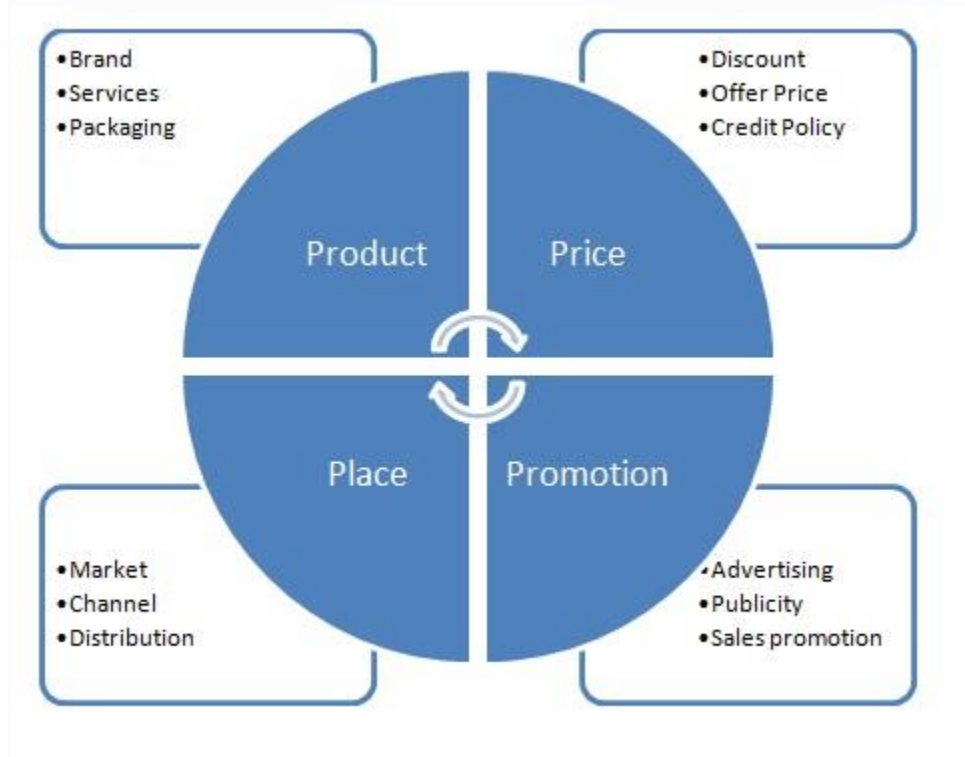 •Brand
•Services
•Packaging
•Discount
•Offer Price
•Credit Policy
Product
Price
Place
Promotion
•Market
•Channel
•Distribution
•Advertising
•Publicity
•Sales promotion